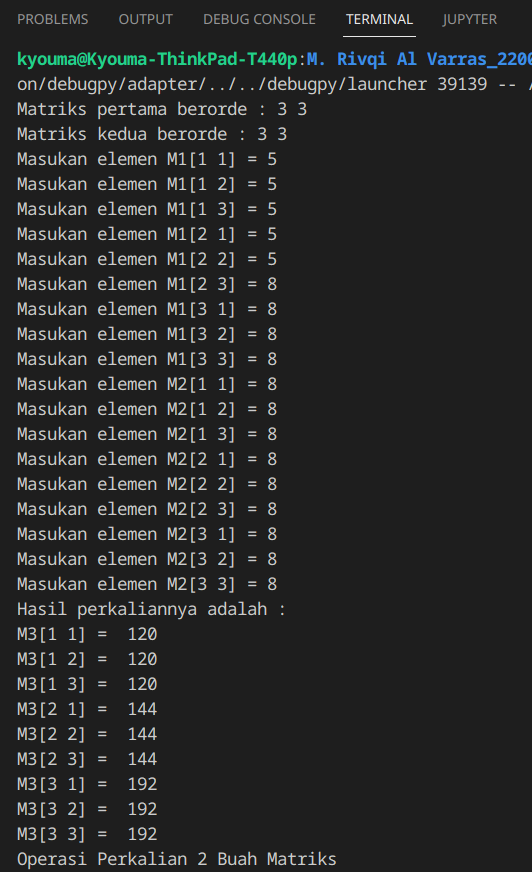 PROBLEMS OUTPUT DEBUG CONSOLE TERMINAL JUPYTER
kyouma@Kyouma-ThinkPad-T440p:M. Rivqi Al Varras_2200
on/debugpy/adapter/../../debugpy/launcher 39139 -- /
Matriks pertama berorde : 3 3
Matriks kedua berorde : 3 3
Masukan elemen M1[1 1] = 5
Masukan elemen M1[1 2] = 5
Masukan elemen M1[1 3] = 5
Masukan elemen M1[2 1] = 5
Masukan elemen M1[2 2] = 5
Masukan elemen M1[2 3] = 8
Masukan elemen M1[3 1] = 8
Masukan elemen M1[3 2] = 8
Masukan elemen M1[3 3] = 8
Masukan elemen M2[1 1] = 8
Masukan elemen M2[1 2] = 8
Masukan elemen M2[1 3] = 8
Masukan elemen M2[2 1] = 8
Masukan elemen M2[2 2] = 8
Masukan elemen M2[2 3] = 8
Masukan elemen M2[3 1] = 8
Masukan elemen M2[3 2] = 8
Masukan elemen M2[3 3] = 8
Hasil perkaliannya adalah :
M3[1 1] =  120
M3[1 2] =  120
M3[1 3] =  120
M3[2 1] =  144
M3[2 2] =  144
M3[2 3] =  144
M3[3 1] =  192
M3[3 2] =  192
M3[3 3] =  192
Operasi Perkalian 2 Buah Matriks